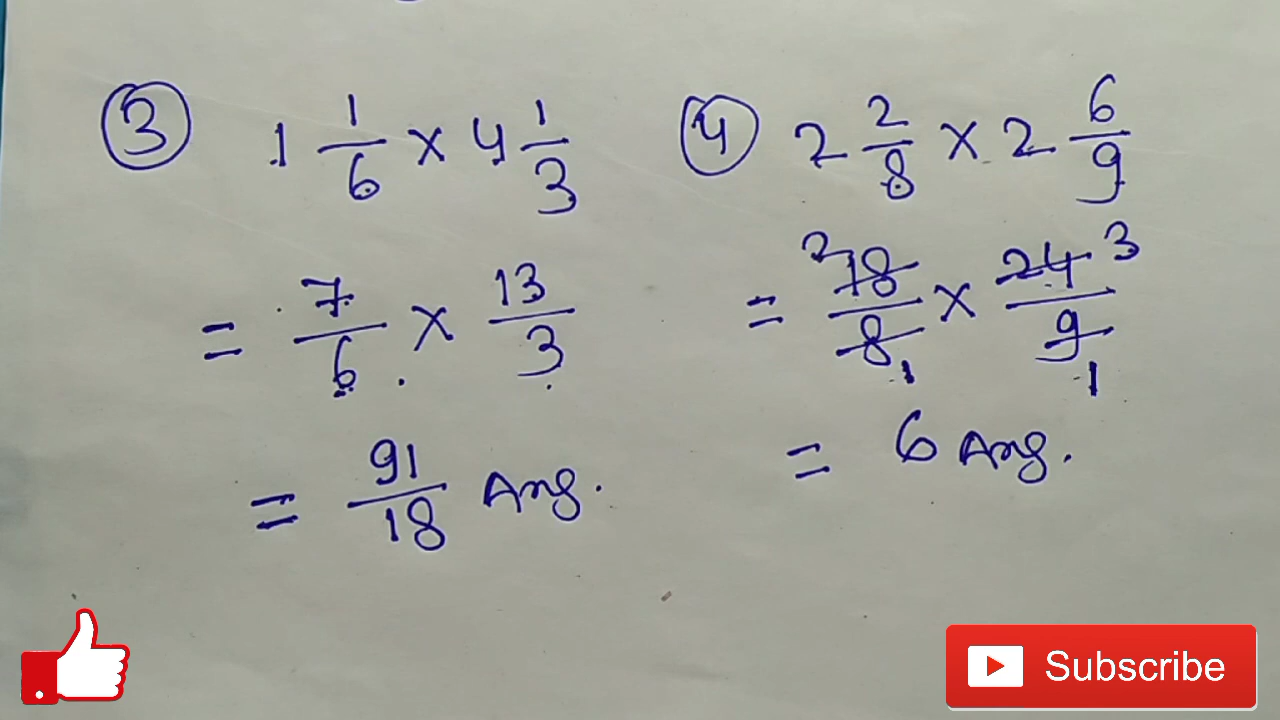 ③ 1 1/6 × 4 1/3
= 7/6 × 13/3
= 91/18 Ans.
④ 2 2/8 × 2 6/9
= 2 18/8 1 × 24 3/9 1
= 6 Ans.
Subscribe